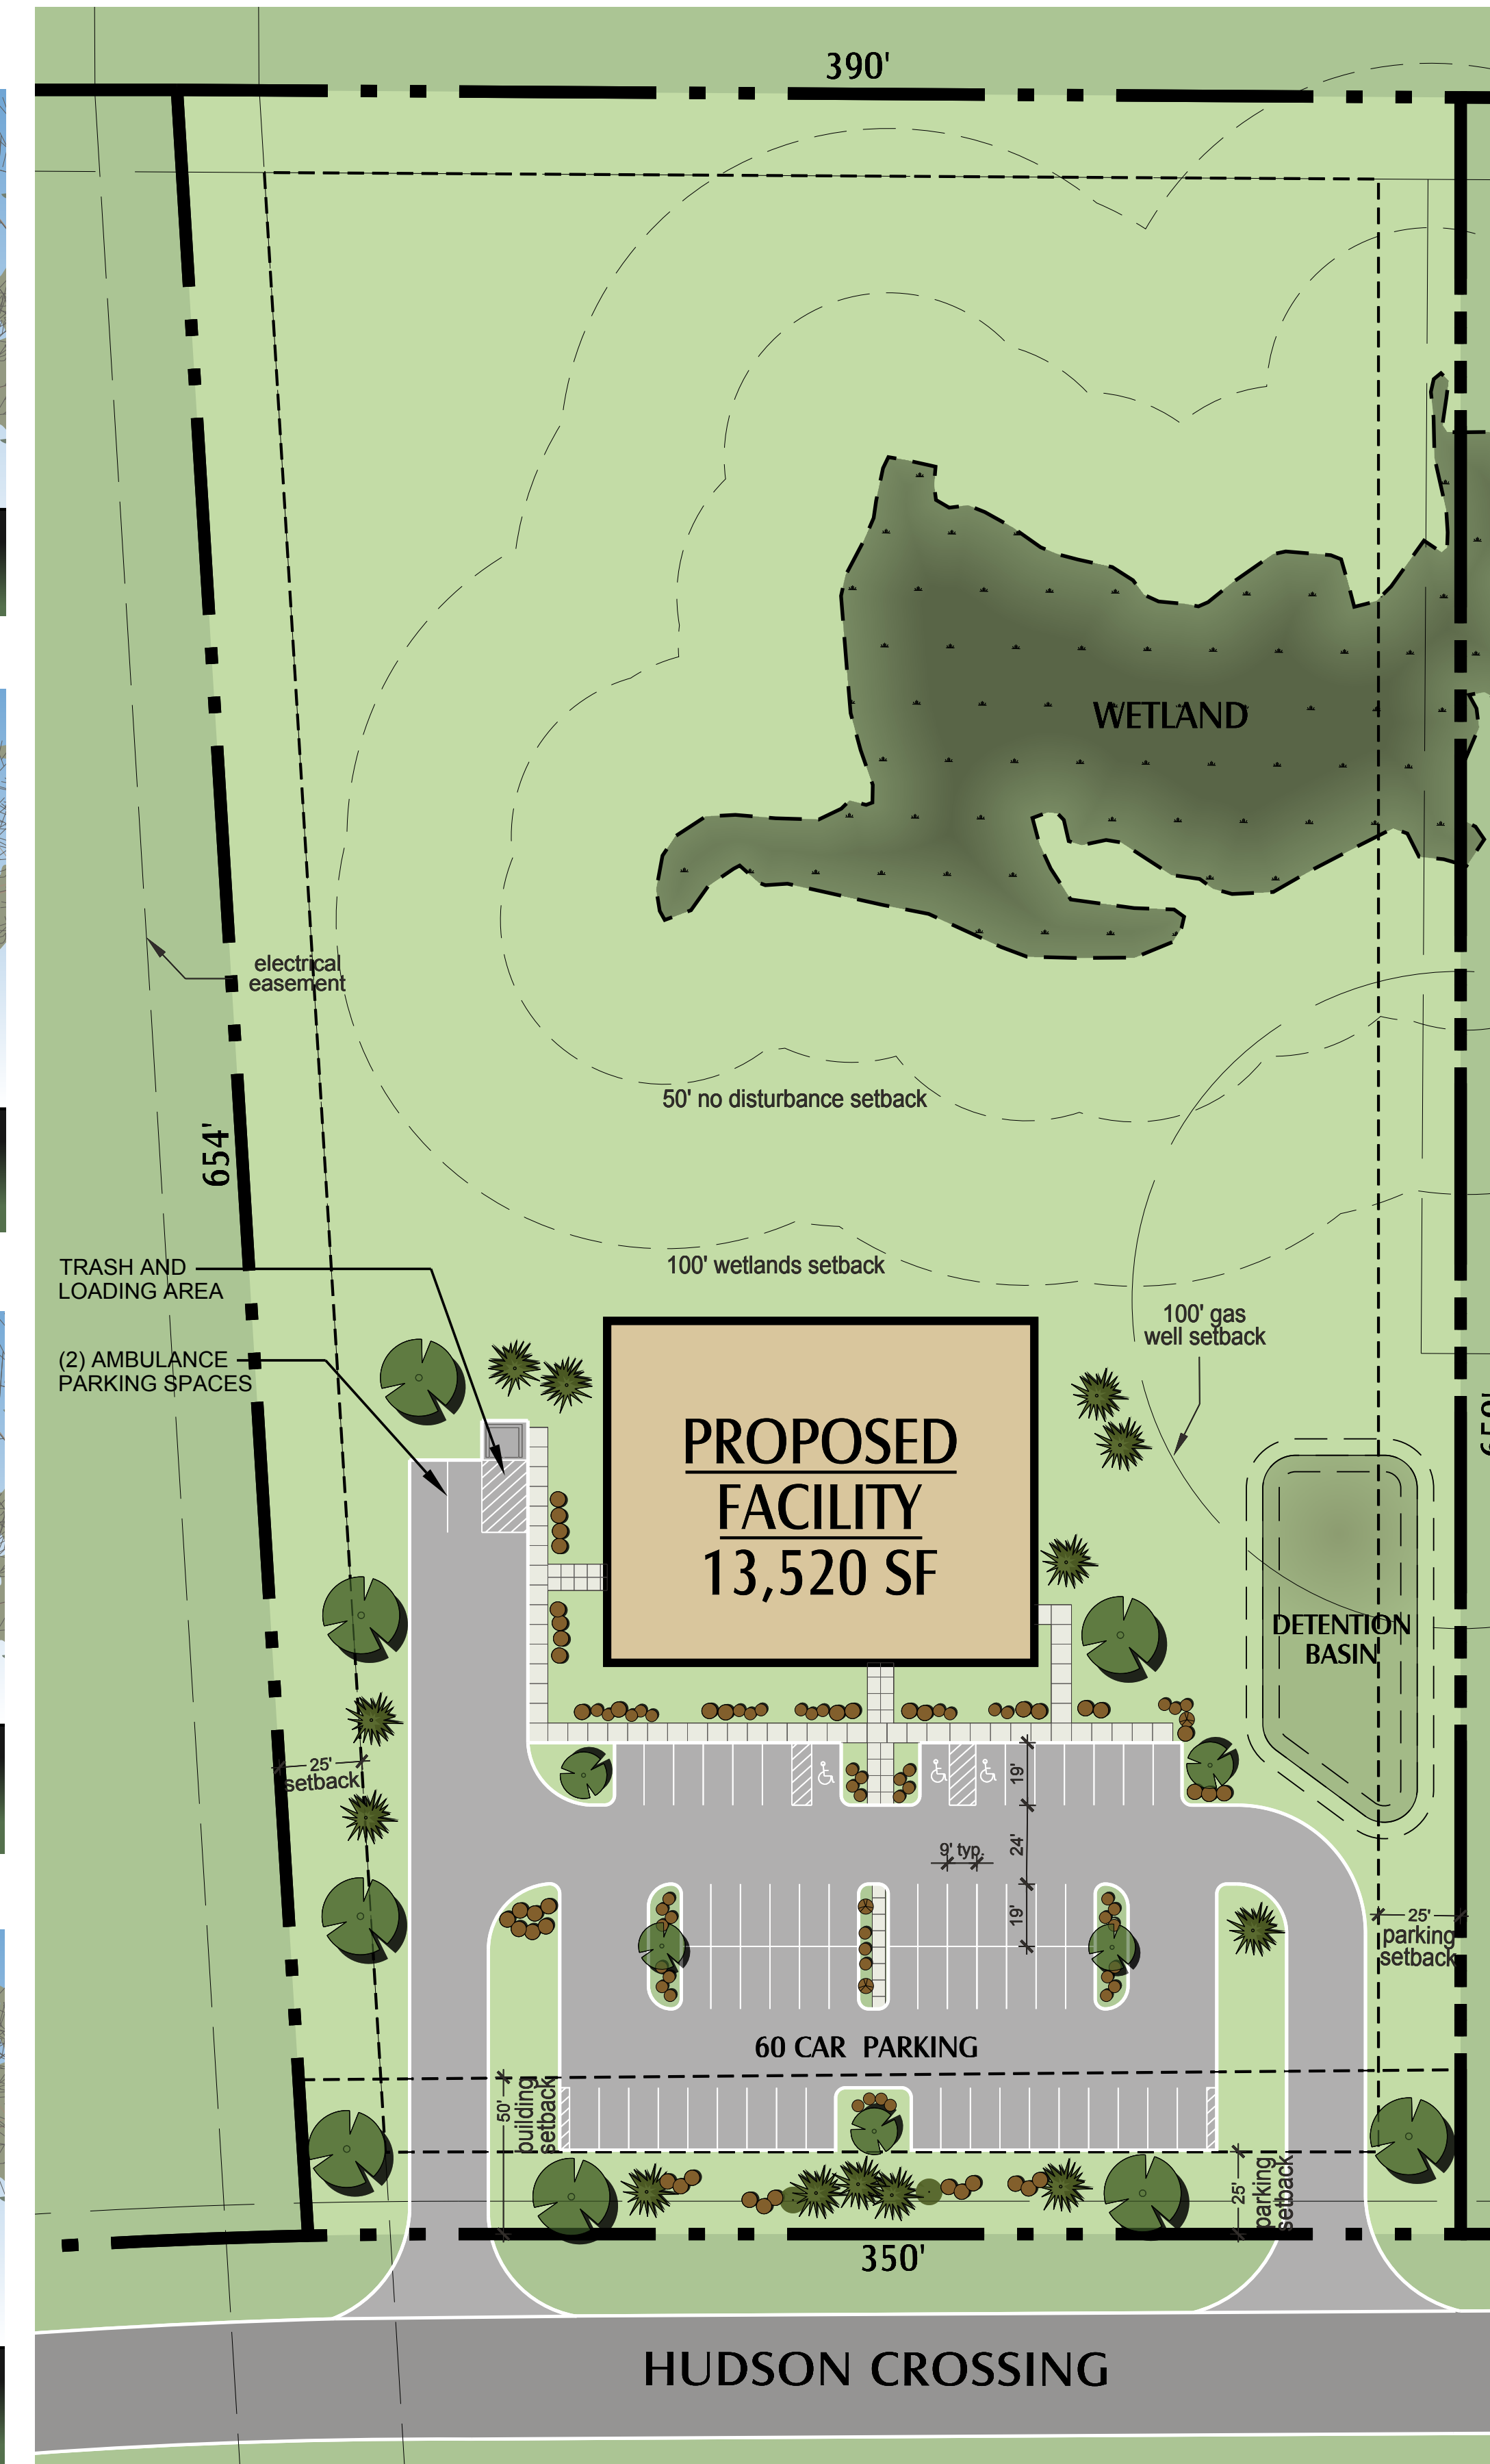 390'
WETLAND
electrical
easement
50' no disturbance setback
654'
100' wetlands setback
TRASH AND
LOADING AREA
100' gas
well setback
(2) AMBULANCE
PARKING SPACES
PROPOSED
FACILITY
13,520 SF
DETENTION
BASIN
25'
setback
19'
24'
9' typ.
19'
25'
parking
setback
60 CAR PARKING
50'
building
setback
25'
parking
setback
350'
HUDSON CROSSING